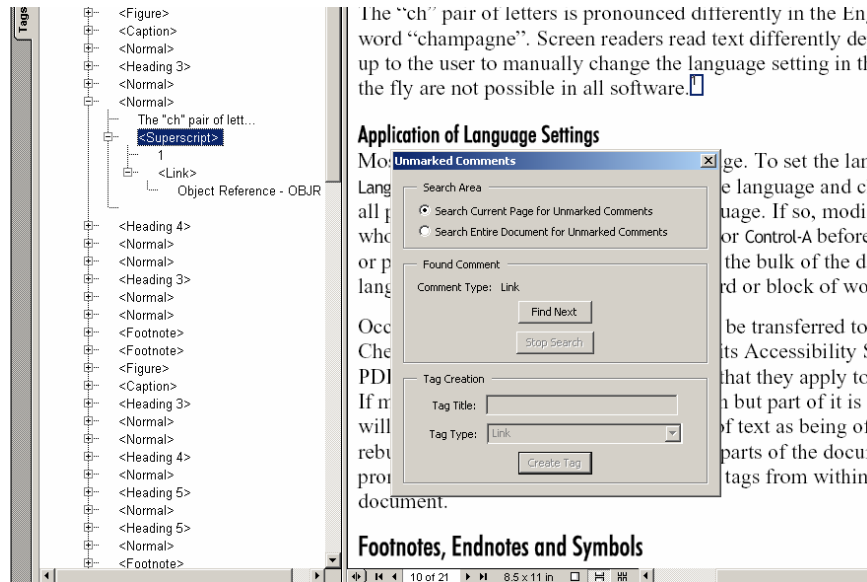 Tags
<Figure>
<Caption>
<Normal>
<Heading 3>
<Normal>
<Normal>
The "ch" pair of lett...
<Superscript>
1
<Link>
Object Reference - OBJR
<Heading 4>
<Normal>
<Normal>
<Heading 3>
<Normal>
<Normal>
<Footnote>
<Footnote>
<Figure>
<Caption>
<Heading 3>
<Normal>
<Normal>
<Heading 4>
<Normal>
<Heading 5>
<Normal>
<Heading 5>
<Normal>
<Footnote>
The “ch” pair of letters is pronounced differently in the En
word “champagne”. Screen readers read text differently de
up to the user to manually change the language setting in th
the fly are not possible in all software.1
Application of Language Settings
Mos ge. To set the lan
Lang e language and c
all p uage. If so, modi
who or Control-A before
or p the bulk of the d
lang rd or block of wo
Occ be transferred to
Che its Accessibility S
PDF that they apply to
If m n but part of it is
will of text as being of
rebu parts of the docu
pron tags from within
document.
Footnotes, Endnotes and Symbols
Unmarked Comments
Search Area
Search Current Page for Unmarked Comments
Search Entire Document for Unmarked Comments
Found Comment
Comment Type: Link
Find Next
Stop Search
Tag Creation
Tag Title:
Tag Type: Link
Create Tag
10 of 21 8.5 x 11 in